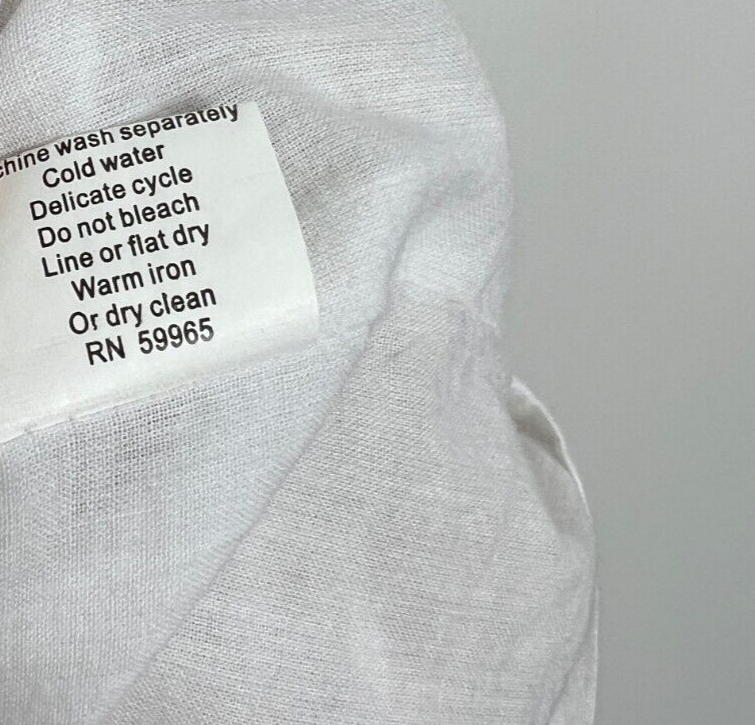 chine wash separately
Cold water
Delicate cycle
Do not bleach
Line or flat dry
Warm iron
Or dry clean
RN 59965